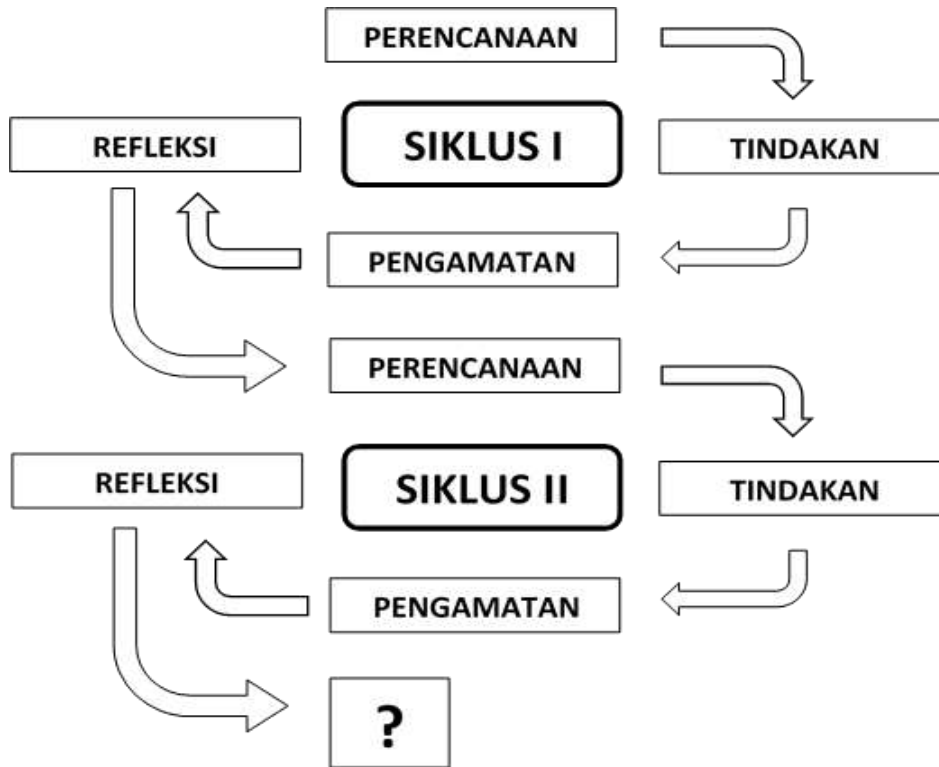 PERENCANAAN
REFLEKSI
SIKLUS I
TINDAKAN
PENGAMATAN
PERENCANAAN
REFLEKSI
SIKLUS II
TINDAKAN
PENGAMATAN
?